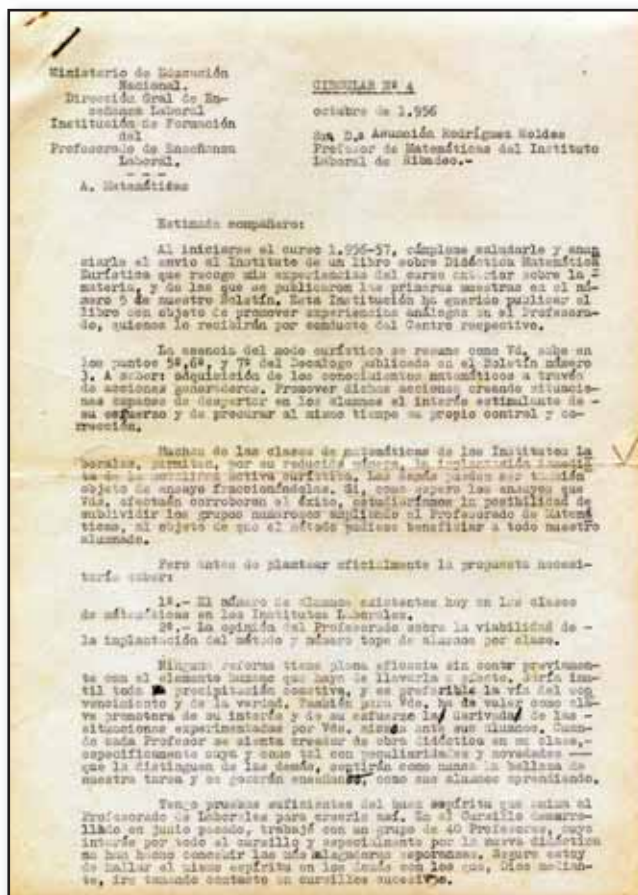 Ministerio de Educación
Nacional.
Dirección Gral de En-
señanza Laboral
Institución de Formación
del
Profesorado de Enseñanza
Laboral.
- - -
A. Matemáticas
CIRCULAR Nº 4
octubre de 1.956
D.ª Asunción Rodríguez Moldes
Profesor de Matemáticas del Instituto
Laboral de Ribadeo.-
Estimado compañero:
Al iniciarse el curso 1.956-57, cúmpleme saludarle y anun
ciarle el envío al Instituto de un libro sobre Didáctica Matemática
Eurística que recoge mis experiencias del curso anterior sobre la
materia, y de las que se publicaron las primeras muestras en el nú-
mero 5 de nuestro Boletín. Esta Institución ha querido publicar el
libro con objeto de promover experiencias análogas en el Profesora-
do, quienes lo recibirán por conducto del Centro respectivo.
La esencia del modo eurístico se resume como Vd. sabe en
los puntos 5º,6º, y 7º del Decálogo publicado en el Boletín número
3. A saber: adquisición de los conocimientos matemáticos a través
de acciones generadoras. Promover dichas acciones creando situacio-
nes capaces de despertar en los alumnos el interés estimulante de -
su esfuerzo y de procurar al mismo tiempo su propio control y co-
rrección.
Muchas de las clases de matemáticas de los Institutos La
borales, permiten, por su reducido número, la implantación inmedia
ta de la enseñanza activa eurística. Las demás pueden ser también
objeto de ensayo fraccionándolas. Si, como espero los ensayos que
Vds. efectúen corroboran el éxito, estudiaríamos la posibilidad de
subdividir los grupos numerosos ampliando el Profesorado de Matemá
ticas, al objeto de que el método pudiese beneficiar a todo nuestro
alumnado.
Pero antes de plantear oficialmente la propuesta necesi-
taría saber:
1º.- El número de alumnos existentes hoy en las clases
de matemáticas en los Institutos Laborales.
2º.- La opinión del Profesorado sobre la viabilidad de -
la implantación del método y número tope de alumnos por clase.
Ninguna reforma tiene plena eficacia sin contar previamen-
te con el elemento humano que haya de llevarla a efecto. Sería inu-
til toda precipitación coactiva, y es preferible la vía del con
vencimiento y de la verdad. También para Vds. ha de valer como cla
ve promotora de su interés y de su esfuerzo la derivada de las -
situaciones experimentadas por Vds. mismos ante sus alumnos. Cuan-
do cada Profesor se sienta creador de obra didáctica en su clase,-
específicamente suya y como tal con peculiaridades y novedades -
que la distinguen de las demás, sentirán como nunca la belleza de
nuestra tarea y se gozarán enseñando, como sus alumnos aprendiendo.
Tengo pruebas suficientes del buen espíritu que anima al
Profesorado de Laborales para creerlo así. En el Cursillo desarro-
llado en junio pasado, trabajé con un grupo de 40 Profesores, cuyo
interés por todo el cursillo y especialmente por la nueva didáctica
me han hecho concebir las más alagadoras esperanzas. Seguro estoy
de hallar el mismo espíritu en los demás con los que, Dios median-
te, iré tomando contacto en cursillos sucesivos.